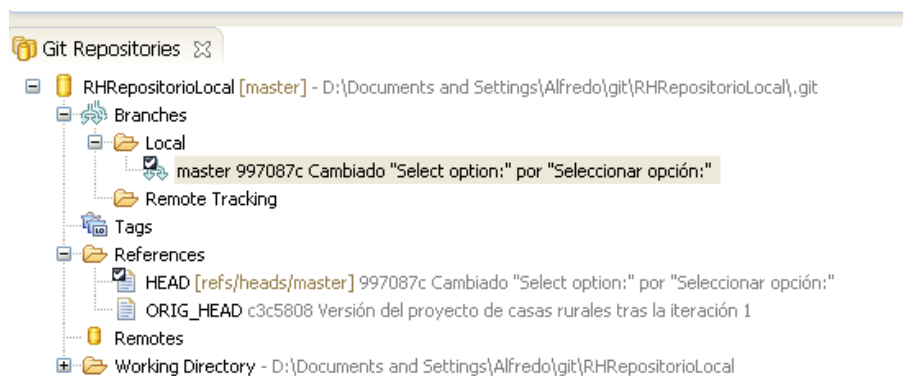 Git Repositories
RHRepositorioLocal [master] - D:\Documents and Settings\Alfredo\git\RHRepositorioLocal\.git
Branches
Local
master 997087c Cambiado "Select option:" por "Seleccionar opción:"
Remote Tracking
Tags
References
HEAD [refs/heads/master] 997087c Cambiado "Select option:" por "Seleccionar opción:"
ORIG_HEAD c3c5808 Versión del proyecto de casas rurales tras la iteración 1
Remotes
Working Directory - D:\Documents and Settings\Alfredo\git\RHRepositorioLocal